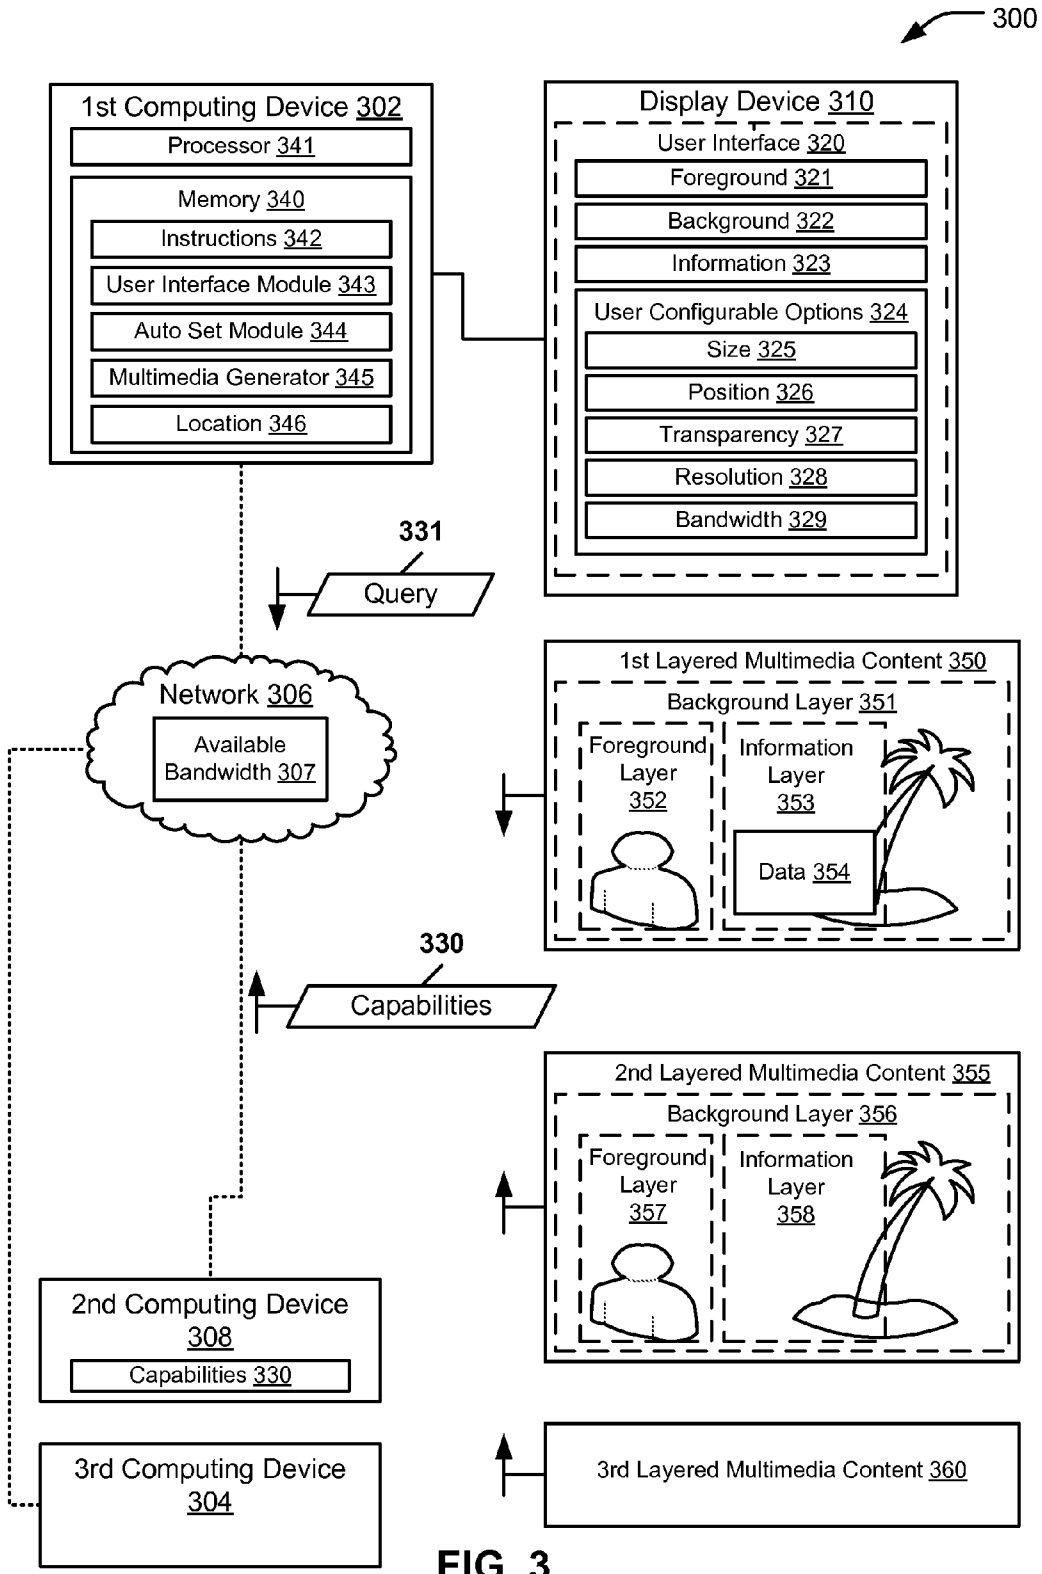 300
1st Computing Device 302
Processor 341
Memory 340
Instructions 342
User Interface Module 343
Auto Set Module 344
Multimedia Generator 345
Location 346
Display Device 310
User Interface 320
Foreground 321
Background 322
Information 323
User Configurable Options 324
Size 325
Position 326
Transparency 327
Resolution 328
Bandwidth 329
331
Query
Network 306
Available
Bandwidth 307
1st Layered Multimedia Content 350
Background Layer 351
Foreground
Layer
352
Information
Layer
353
Data 354
330
Capabilities
2nd Layered Multimedia Content 355
Background Layer 356
Foreground
Layer
357
Information
Layer
358
2nd Computing Device
308
Capabilities 330
3rd Computing Device
304
3rd Layered Multimedia Content 360
FIG. 3